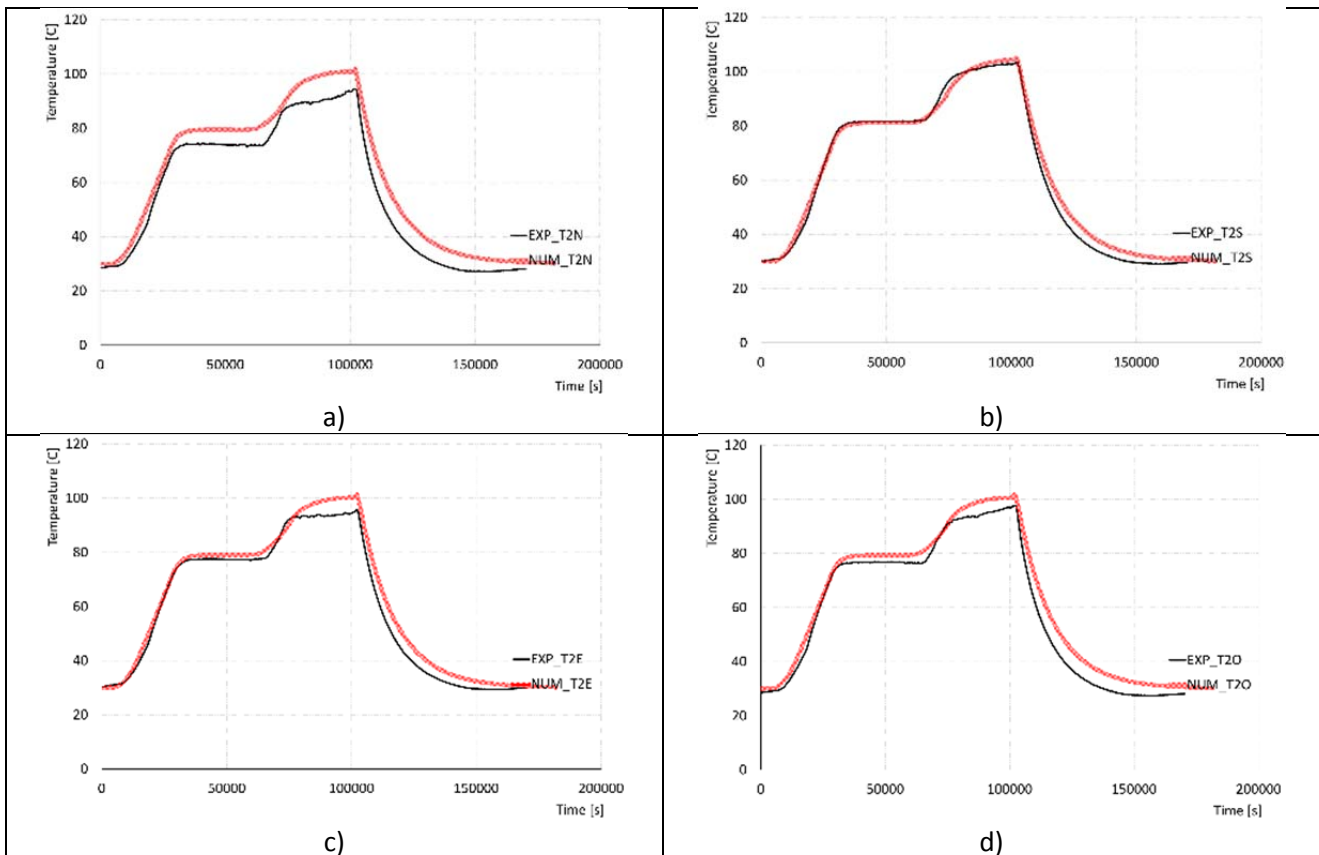 Temperature [C]
120
100
80
60
40
20
0
0 50000 100000 150000 200000
Time [s]
EXP_T2N
NUM_T2N
a)
Temperature [C]
120
100
80
60
40
20
0
0 50000 100000 150000 200000
Time [s]
EXP_T2S
NUM_T2S
b)
Temperature [C]
120
100
80
60
40
20
0
0 50000 100000 150000 200000
Time [s]
EXP_T2E
NUM_T2E
c)
Temperature [C]
120
100
80
60
40
20
0
0 50000 100000 150000 200000
Time [s]
EXP_T2O
NUM_T2O
d)